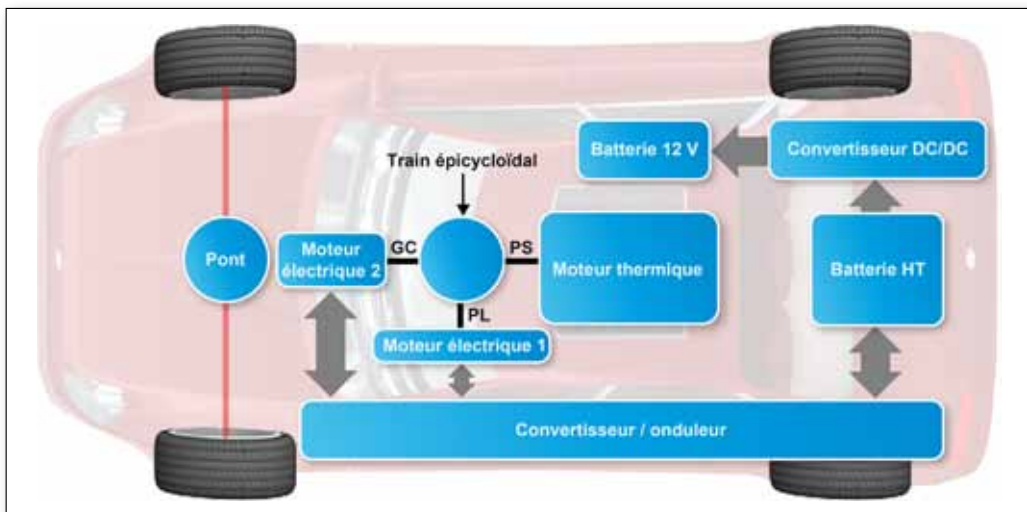 Batterie 12 V
Convertisseur DC/DC
Train épicycloïdal
Pont
Moteur
électrique 2
GC
PS
Moteur thermique
Batterie HT
PL
Moteur électrique 1
Convertisseur / onduleur